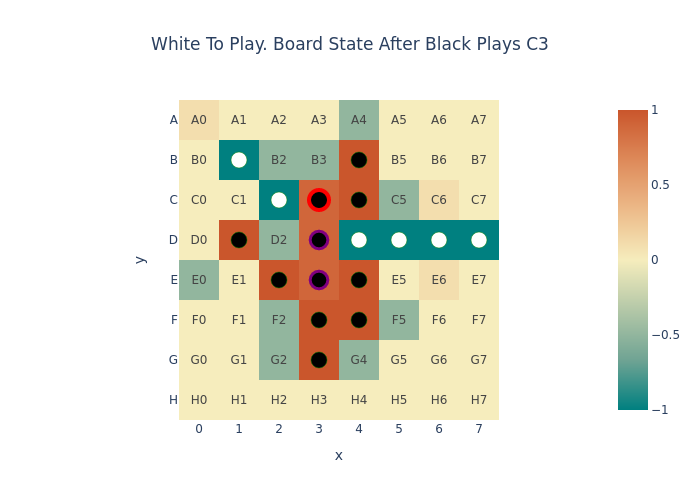 White To Play. Board State After Black Plays C3
A A0 A1 A2 A3 A4 A5 A6 A7
B B0 B2 B3 B5 B6 B7
C C0 C1 C5 C6 C7
D D0 D2
E E0 E1 E5 E6 E7
F F0 F1 F2 F5 F6 F7
G G0 G1 G2 G4 G5 G6 G7
H H0 H1 H2 H3 H4 H5 H6 H7
0 1 2 3 4 5 6 7
x
y
1
0.5
0
−0.5
−1